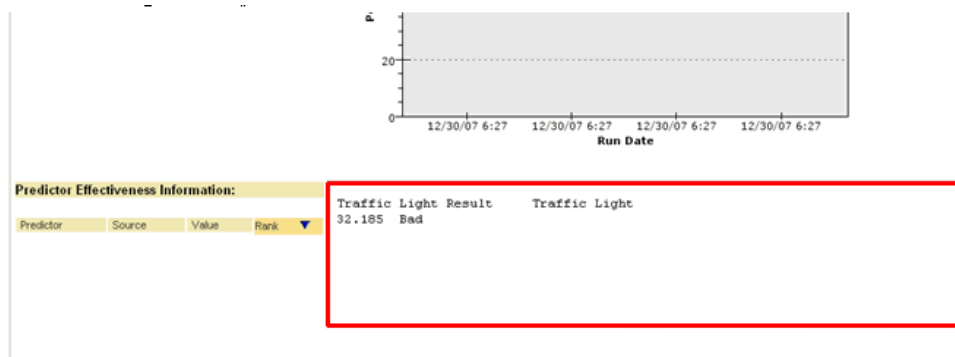 20
0
12/30/07 6:27 12/30/07 6:27 12/30/07 6:27 12/30/07 6:27
Run Date
Predictor Effectiveness Information:
Traffic Light Result Traffic Light
32.185 Bad
Predictor Source Value Rank